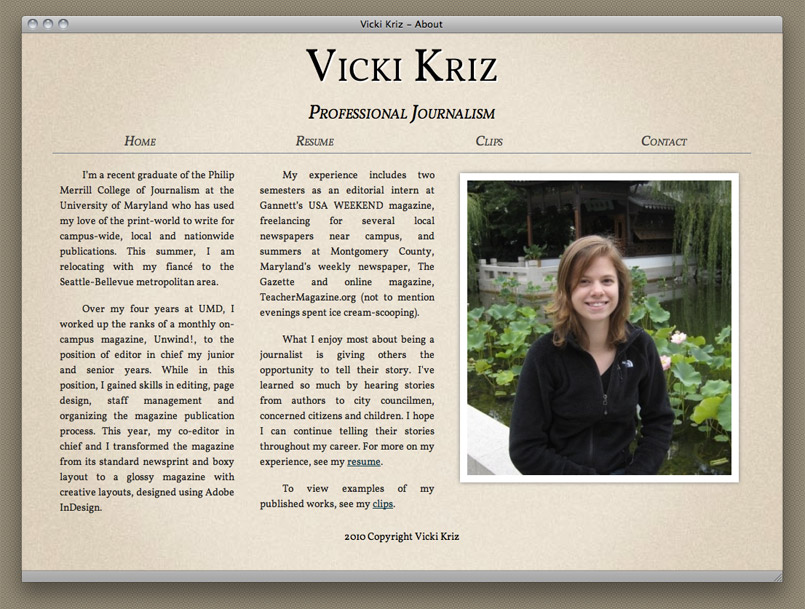 Vicki Kriz – About
Vicki Kriz
Professional Journalism
Home Resume Clips Contact
I'm a recent graduate of the Philip
Merrill College of Journalism at the
University of Maryland who has used
my love of the print-world to write for
campus-wide, local and nationwide
publications. This summer, I am
relocating with my fiancé to the
Seattle-Bellevue metropolitan area.
Over my four years at UMD, I
worked up the ranks of a monthly on-
campus magazine, Unwind!, to the
position of editor in chief my junior
and senior years. While in this
position, I gained skills in editing, page
design, staff management and
organizing the magazine publication
process. This year, my co-editor in
chief and I transformed the magazine
from its standard newsprint and boxy
layout to a glossy magazine with
creative layouts, designed using Adobe
InDesign.
My experience includes two
semesters as an editorial intern at
Gannett's USA WEEKEND magazine,
freelancing for several local
newspapers near campus, and
summers at Montgomery County,
Maryland's weekly newspaper, The
Gazette and online magazine,
TeacherMagazine.org (not to mention
evenings spent ice cream-scooping).
What I enjoy most about being a
journalist is giving others the
opportunity to tell their story. I've
learned so much by hearing stories
from authors to city councilmen,
concerned citizens and children. I hope
I can continue telling their stories
throughout my career. For more on my
experience, see my resume.
To view examples of my
published works, see my clips.
2010 Copyright Vicki Kriz